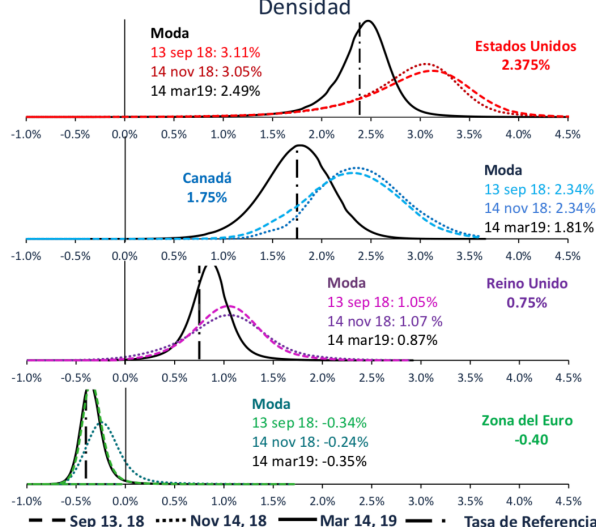 Densidad
Moda
13 sep 18: 3.11%
14 nov 18: 3.05%
14 mar19: 2.49%
Estados Unidos
2.375%
-1.0% -0.5% 0.0% 0.5% 1.0% 1.5% 2.0% 2.5% 3.0% 3.5% 4.0% 4.5%
Canadá
1.75%
Moda
13 sep 18: 2.34%
14 nov 18: 2.34%
14 mar19: 1.81%
-1.0% -0.5% 0.0% 0.5% 1.0% 1.5% 2.0% 2.5% 3.0% 3.5% 4.0% 4.5%
Moda
13 sep 18: 1.05%
14 nov 18: 1.07 %
14 mar19: 0.87%
Reino Unido
0.75%
-1.0% -0.5% 0.0% 0.5% 1.0% 1.5% 2.0% 2.5% 3.0% 3.5% 4.0% 4.5%
Moda
13 sep 18: -0.34%
14 nov 18: -0.24%
14 mar19: -0.35%
Zona del Euro
-0.40
-1.0% -0.5% 0.0% 0.5% 1.0% 1.5% 2.0% 2.5% 3.0% 3.5% 4.0% 4.5%
Sep 13, 18 Nov 14, 18 Mar 14, 19 Tasa de Referencia